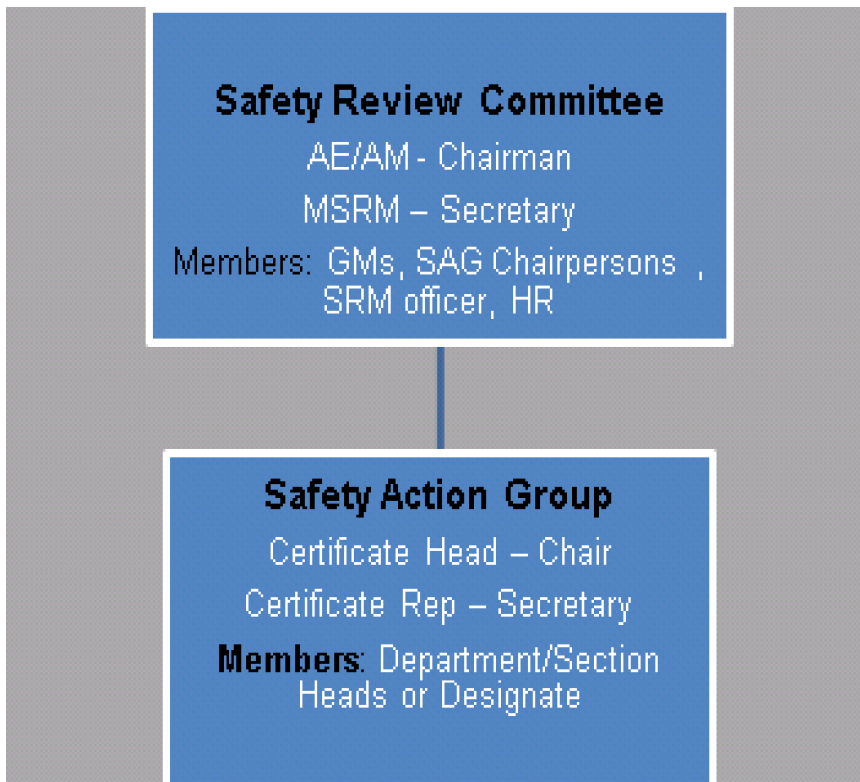 Safety Review Committee
AE/AM - Chairman
MSRM – Secretary
Members: GMs, SAG Chairpersons ,
SRM officer, HR
Safety Action Group
Certificate Head – Chair
Certificate Rep – Secretary
Members: Department/Section
Heads or Designate